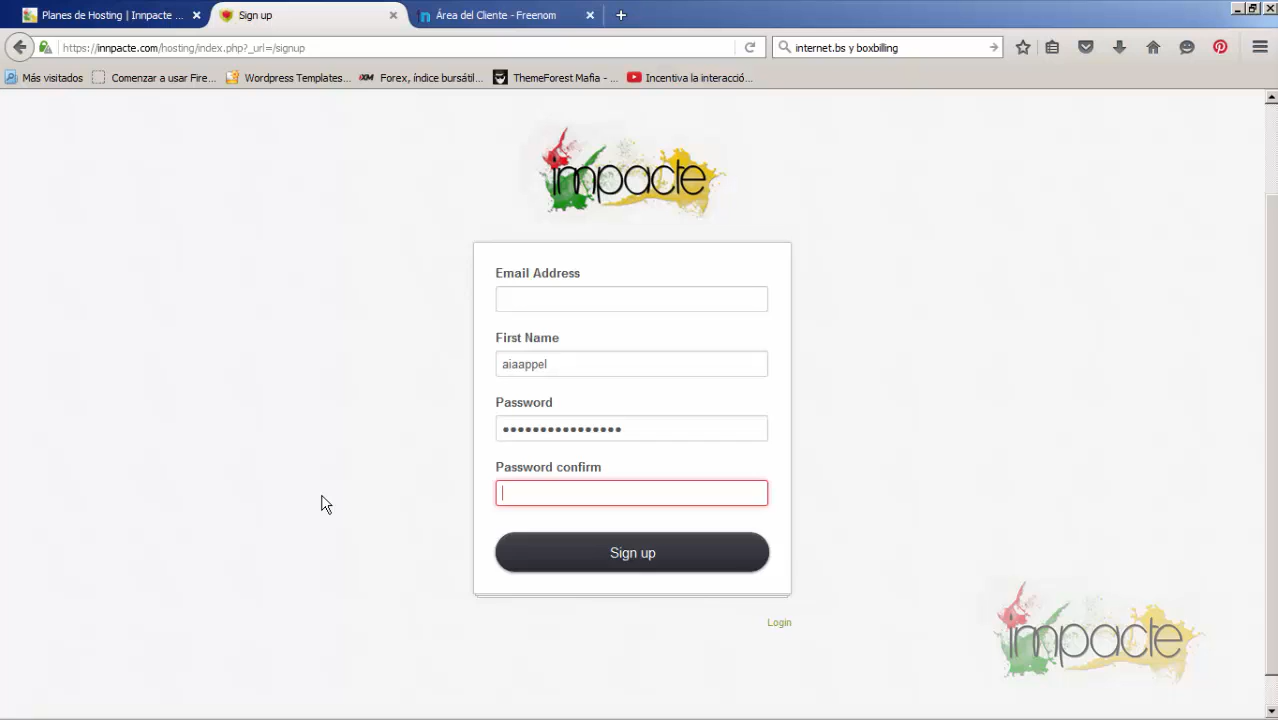 Planes de Hosting | Innpacte ...
Sign up
Área del Cliente - Freenom
https://innpacte.com/hosting/index.php?_url=/signup
internet.bs y boxbilling
Más visitados
Comenzar a usar Fire...
Wordpress Templates...
IXM
Forex, índice bursátil...
ThemeForest Mafia - ...
Incentiva la interacció...
innpacte
Email Address
First Name
aiaappel
Password
Password confirm
Sign up
Login
innpacte